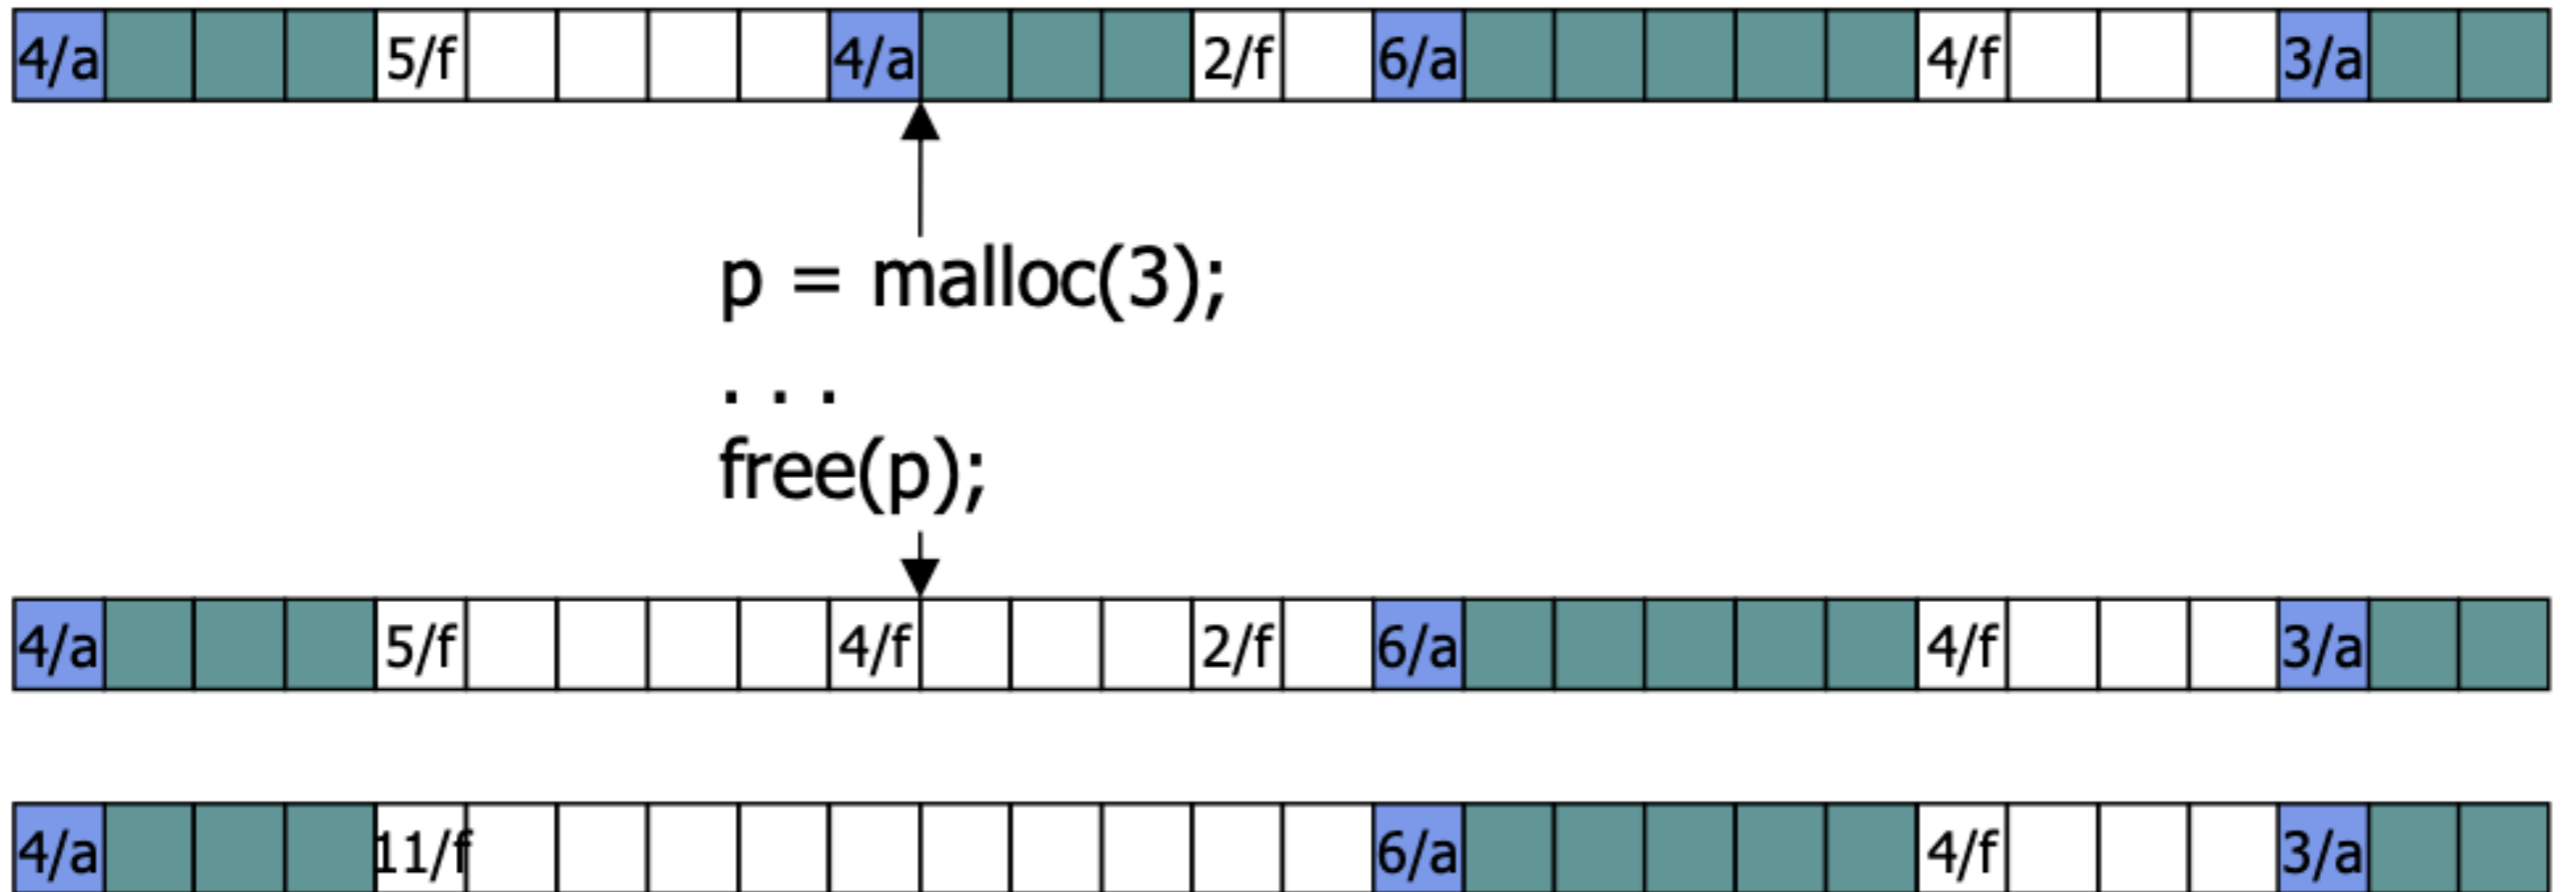 4/a 5/f 4/a 2/f 6/a 4/f 3/a
p = malloc(3);
. . .
free(p);
4/a 5/f 4/f 2/f 6/a 4/f 3/a
4/a 11/f 6/a 4/f 3/a